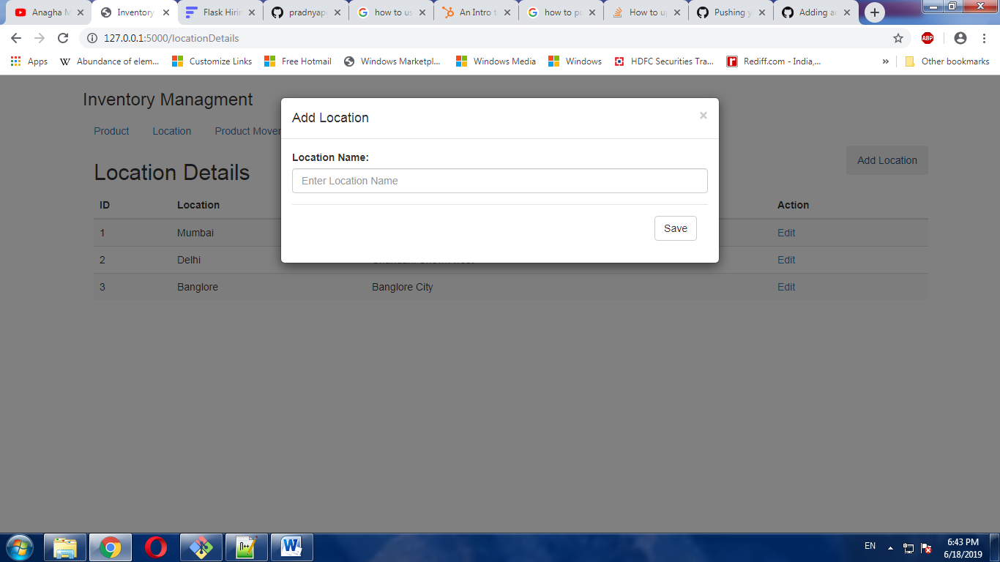 Anagha M
Inventory
Flask Hirin
pradnyap
how to us
An Intro t
how to pu
How to up
Pushing y
Adding an
127.0.0.1:5000/locationDetails
ABP
Apps
W Abundance of elem...
Customize Links
Free Hotmail
Windows Marketpl...
Windows Media
Windows
HDFC Securities Tra...
Rediff.com - India,...
»
Other bookmarks
Inventory Managment
Product Location Product Mover
Add Location ×
Location Name:
Enter Location Name
Save
Add Location
Location Details
ID Location Action
1 Mumbai Edit
2 Delhi Edit
3 Banglore Banglore City Edit
EN
6:43 PM
6/18/2019